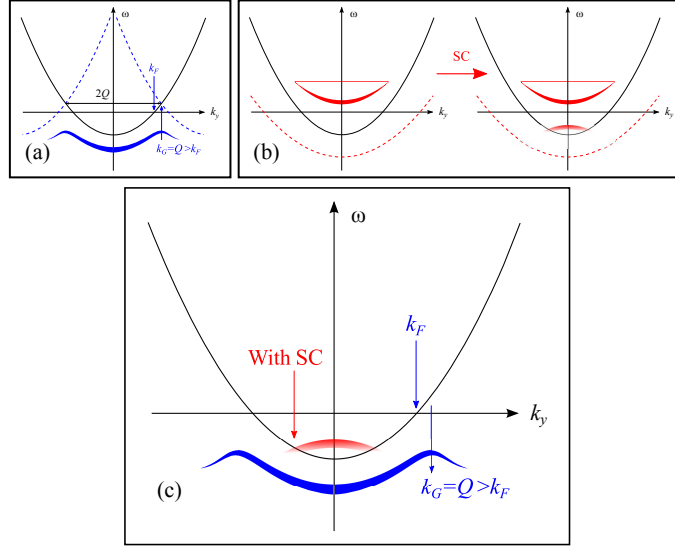 ω
k_F
2Q
k_y
k_G=Q>k_F
(a)
ω
k_y
(b)
SC
ω
k_y
ω
k_F
With SC
k_y
k_G=Q>k_F
(c)